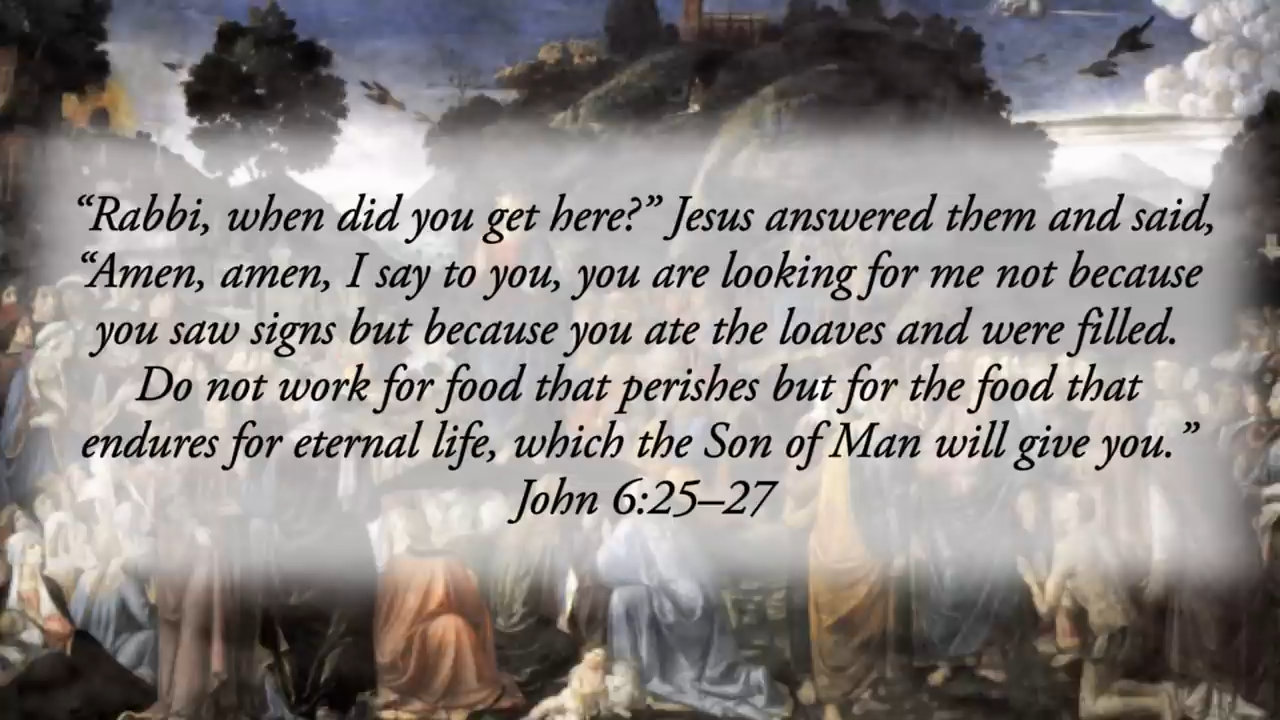 “Rabbi, when did you get here?” Jesus answered them and said,
“Amen, amen, I say to you, you are looking for me not because
you saw signs but because you ate the loaves and were filled.
Do not work for food that perishes but for the food that
endures for eternal life, which the Son of Man will give you.”
John 6:25–27